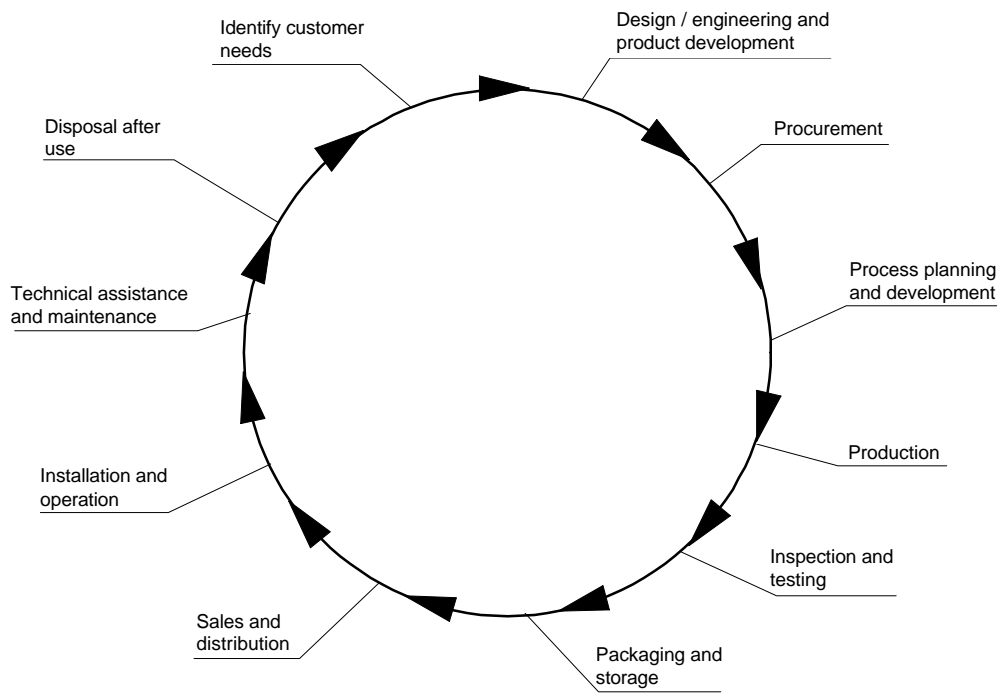 Identify customer
needs
Design / engineering and
product development
Procurement
Process planning
and development
Production
Inspection and
testing
Packaging and
storage
Sales and
distribution
Installation and
operation
Technical assistance
and maintenance
Disposal after
use